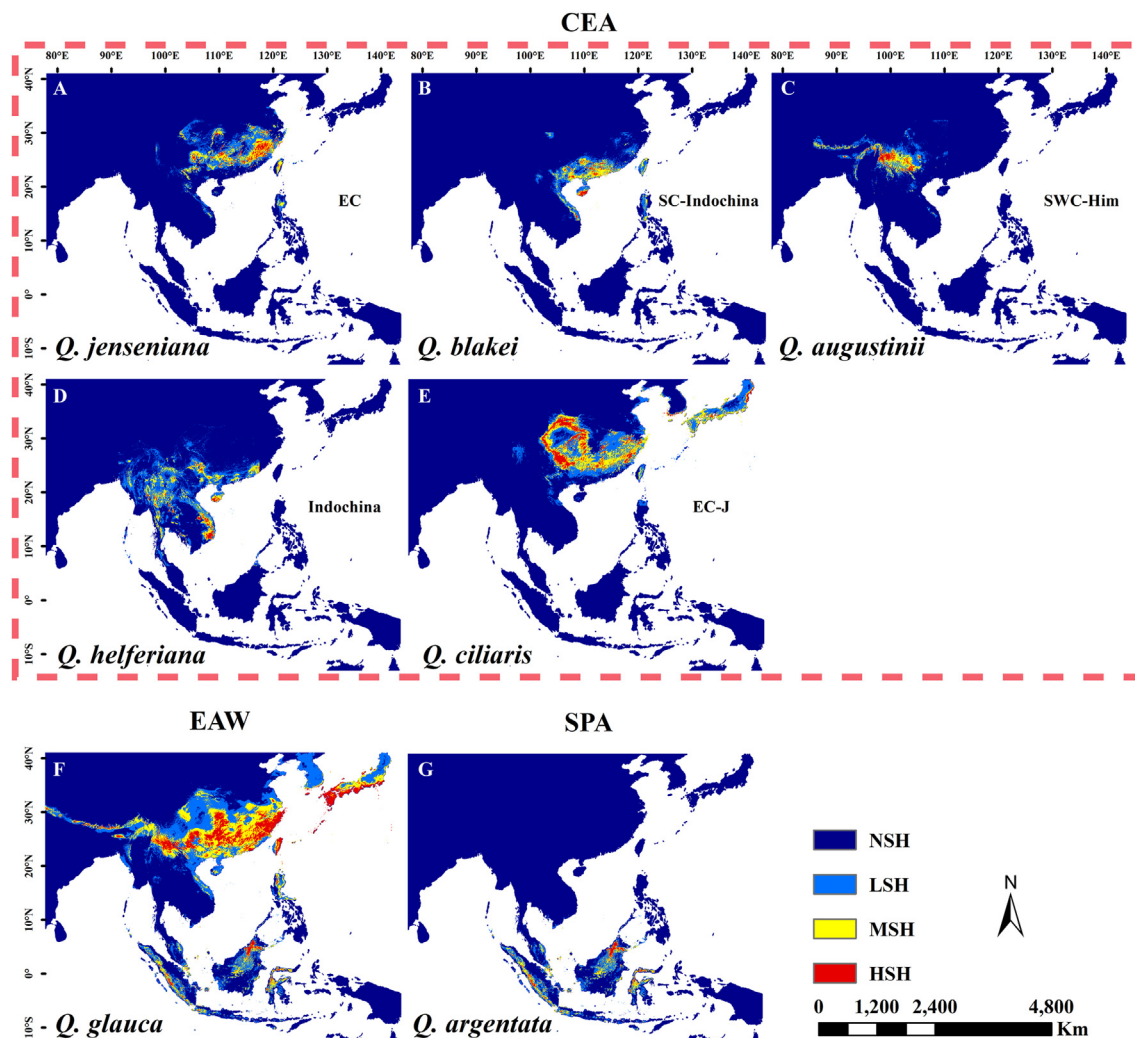 CEA
80°E 90°E 100°E 110°E 120°E 130°E 140°E 80°E 90°E 100°E 110°E 120°E 130°E 140°E 80°E 90°E 100°E 110°E 120°E 130°E 140°E
40°N
30°N
20°N
10°N
0°
10°S
A
EC
Q. jenseniana
B
SC-Indochina
Q. blakei
C
SWC-Him
Q. augustinii
40°N
30°N
20°N
10°N
0°
10°S
D
Indochina
Q. helferiana
E
EC-J
Q. ciliaris
EAW
SPA
40°N
30°N
20°N
10°N
0°
10°S
F
Q. glauca
G
Q. argentata
NSH
LSH
MSH
HSH
N
0 1,200 2,400 4,800
Km